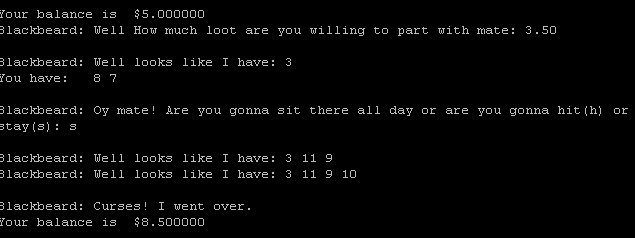 Your balance is  $5.000000
Blackbeard: Well How much loot are you willing to part with mate: 3.50
Blackbeard: Well looks like I have: 3
You have:   8 7
Blackbeard: Oy mate! Are you gonna sit there all day or are you gonna hit(h) or
stay(s): s
Blackbeard: Well looks like I have: 3 11 9
Blackbeard: Well looks like I have: 3 11 9 10
Blackbeard: Curses! I went over.
Your balance is  $8.500000